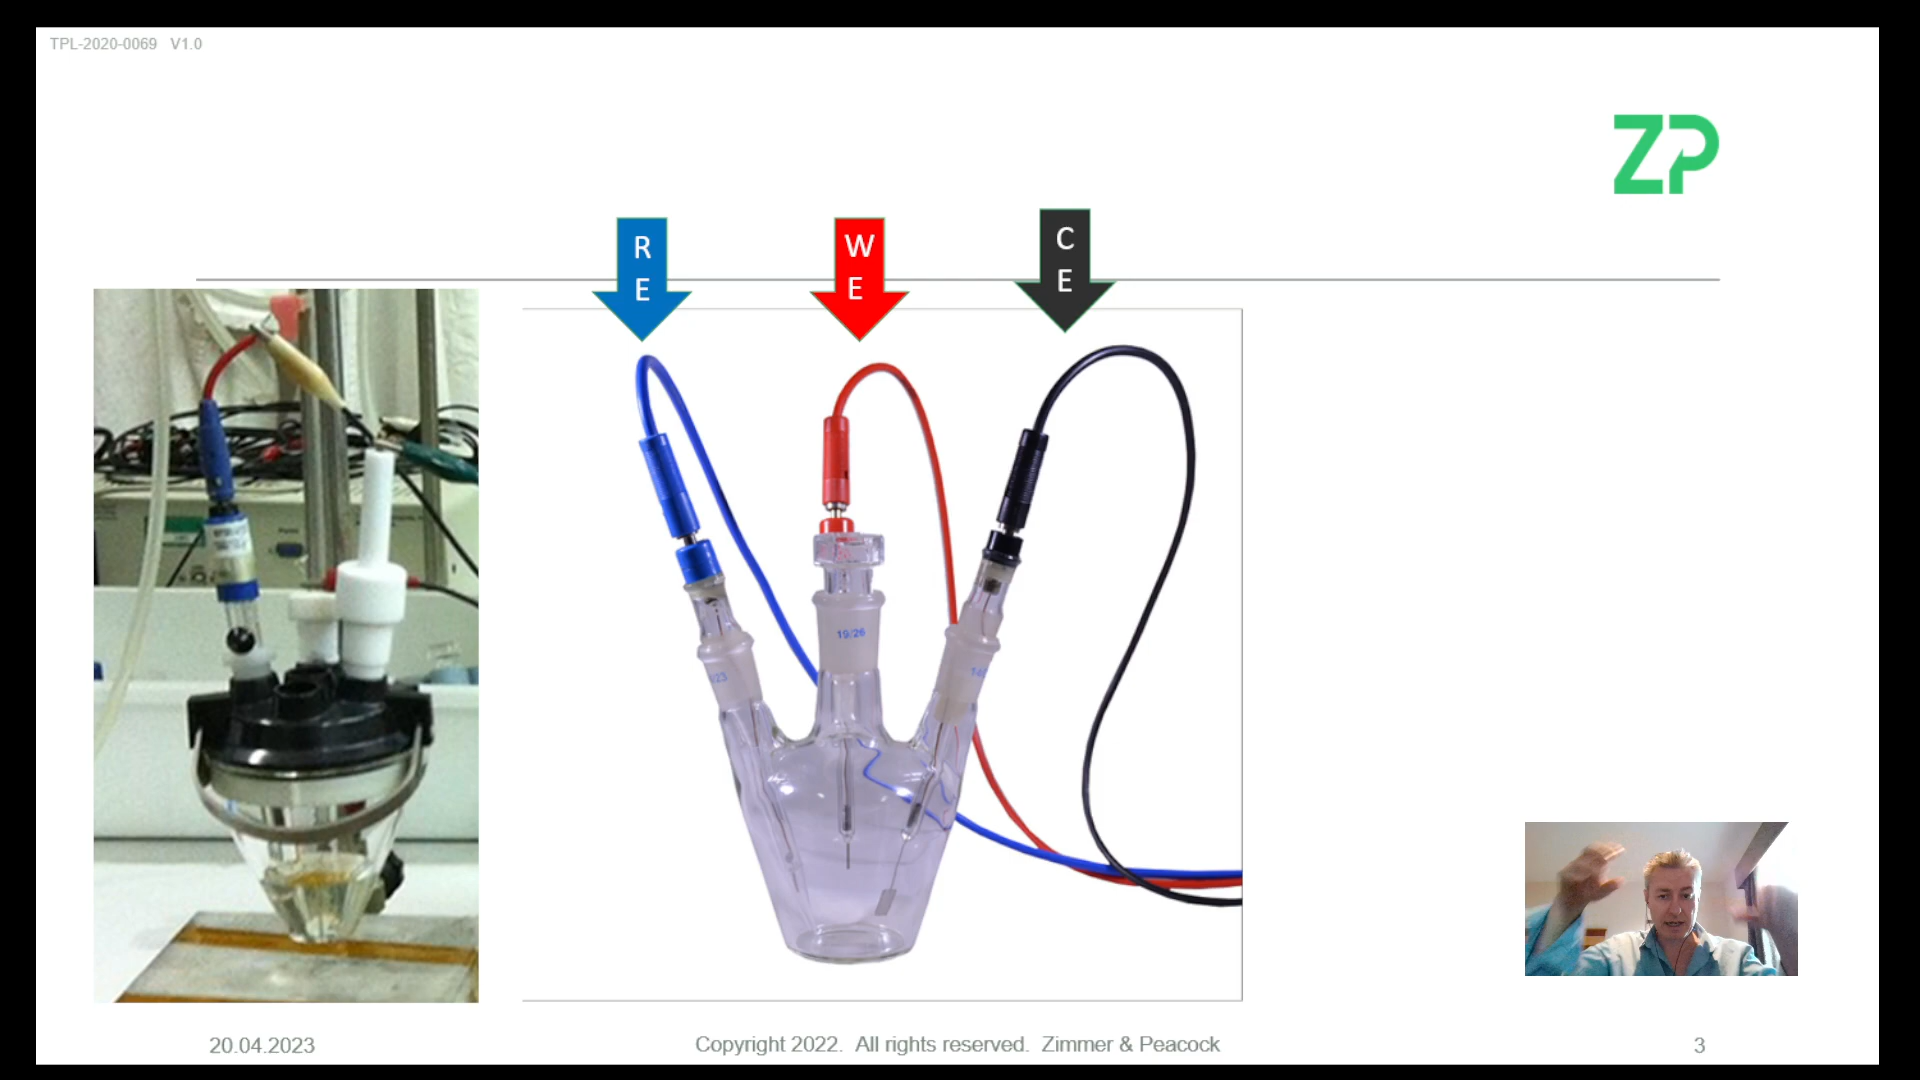 TPL-2020-0069 V1.0
ZP
R
E
W
E
C
E
19/26
/23
20.04.2023
Copyright 2022. All rights reserved. Zimmer & Peacock
3